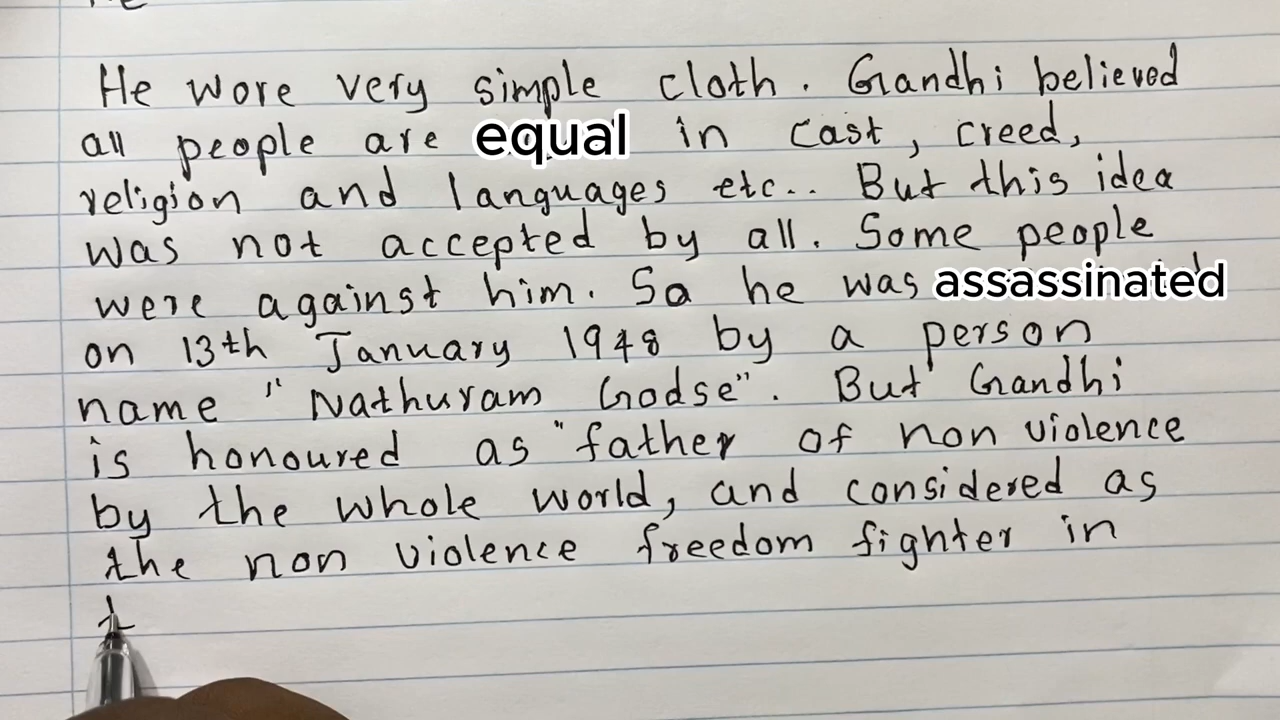 He wore very simple cloth. Gandhi believed
all people are equal in cast, creed,
religion and languages etc.. But this idea
was not accepted by all. Some people
were against him. So he was assassinated
on 13th January 1948 by a person
name "Nathuram Godse". But Gandhi
is honoured as "father of non violence
by the whole world, and considered as
the non violence freedom fighter in